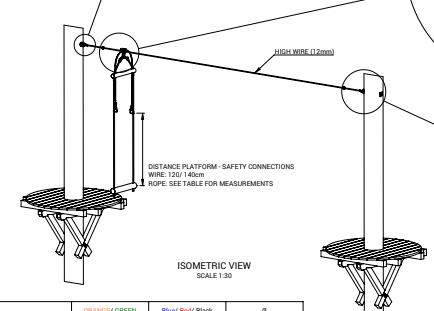 HIGH WIRE (12mm)
DISTANCE PLATFORM - SAFETY CONNECTIONS
WIRE: 120/ 140cm
ROPE: SEE TABLE FOR MEASUREMENTS
ISOMETRIC VIEW
SCALE 1:30
ORANGE/ GREEN Blue/ Red/ Black Ø